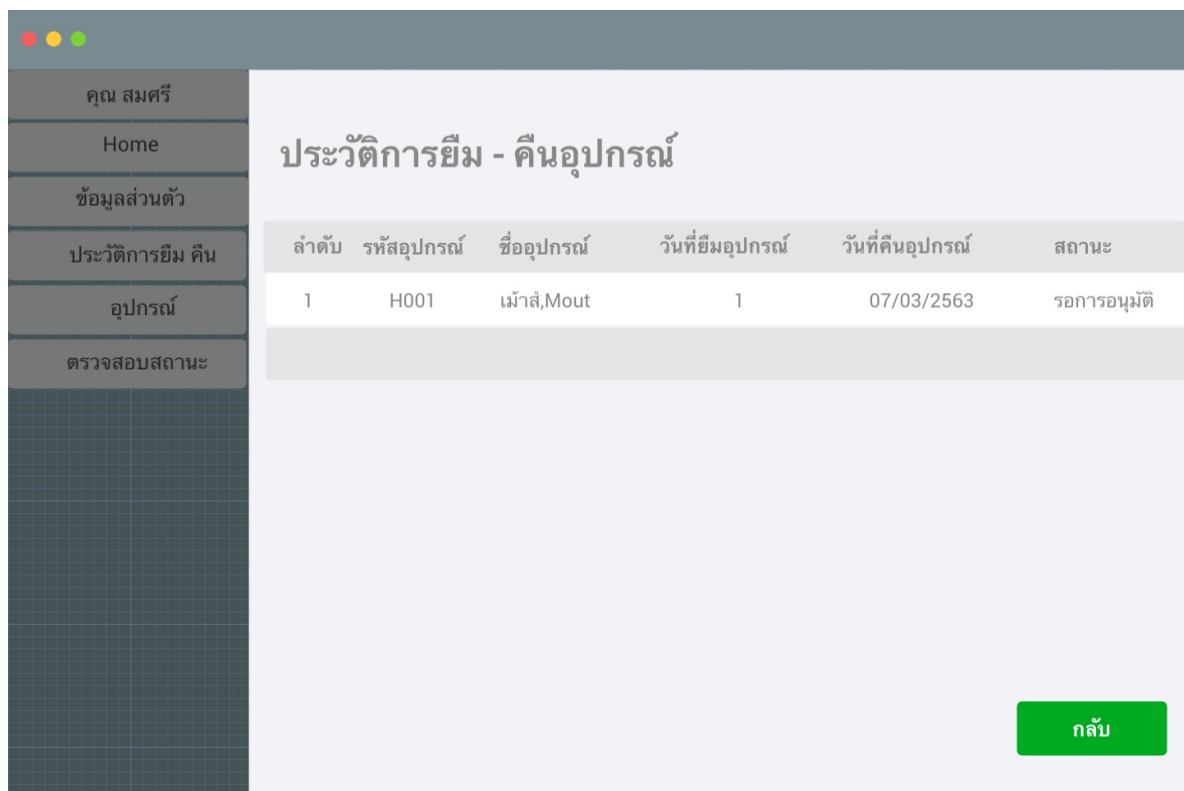 คุณ สมศรี
Home
ข้อมูลส่วนตัว
ประวัติการยืม คืน
อุปกรณ์
ตรวจสอบสถานะ
ประวัติการยืม - คืนอุปกรณ์
ลำดับ รหัสอุปกรณ์ ชื่ออุปกรณ์ วันที่ยืมอุปกรณ์ วันที่คืนอุปกรณ์ สถานะ
1 H001 เม้าส์,Mout 1 07/03/2563 รอการอนุมัติ
กลับ